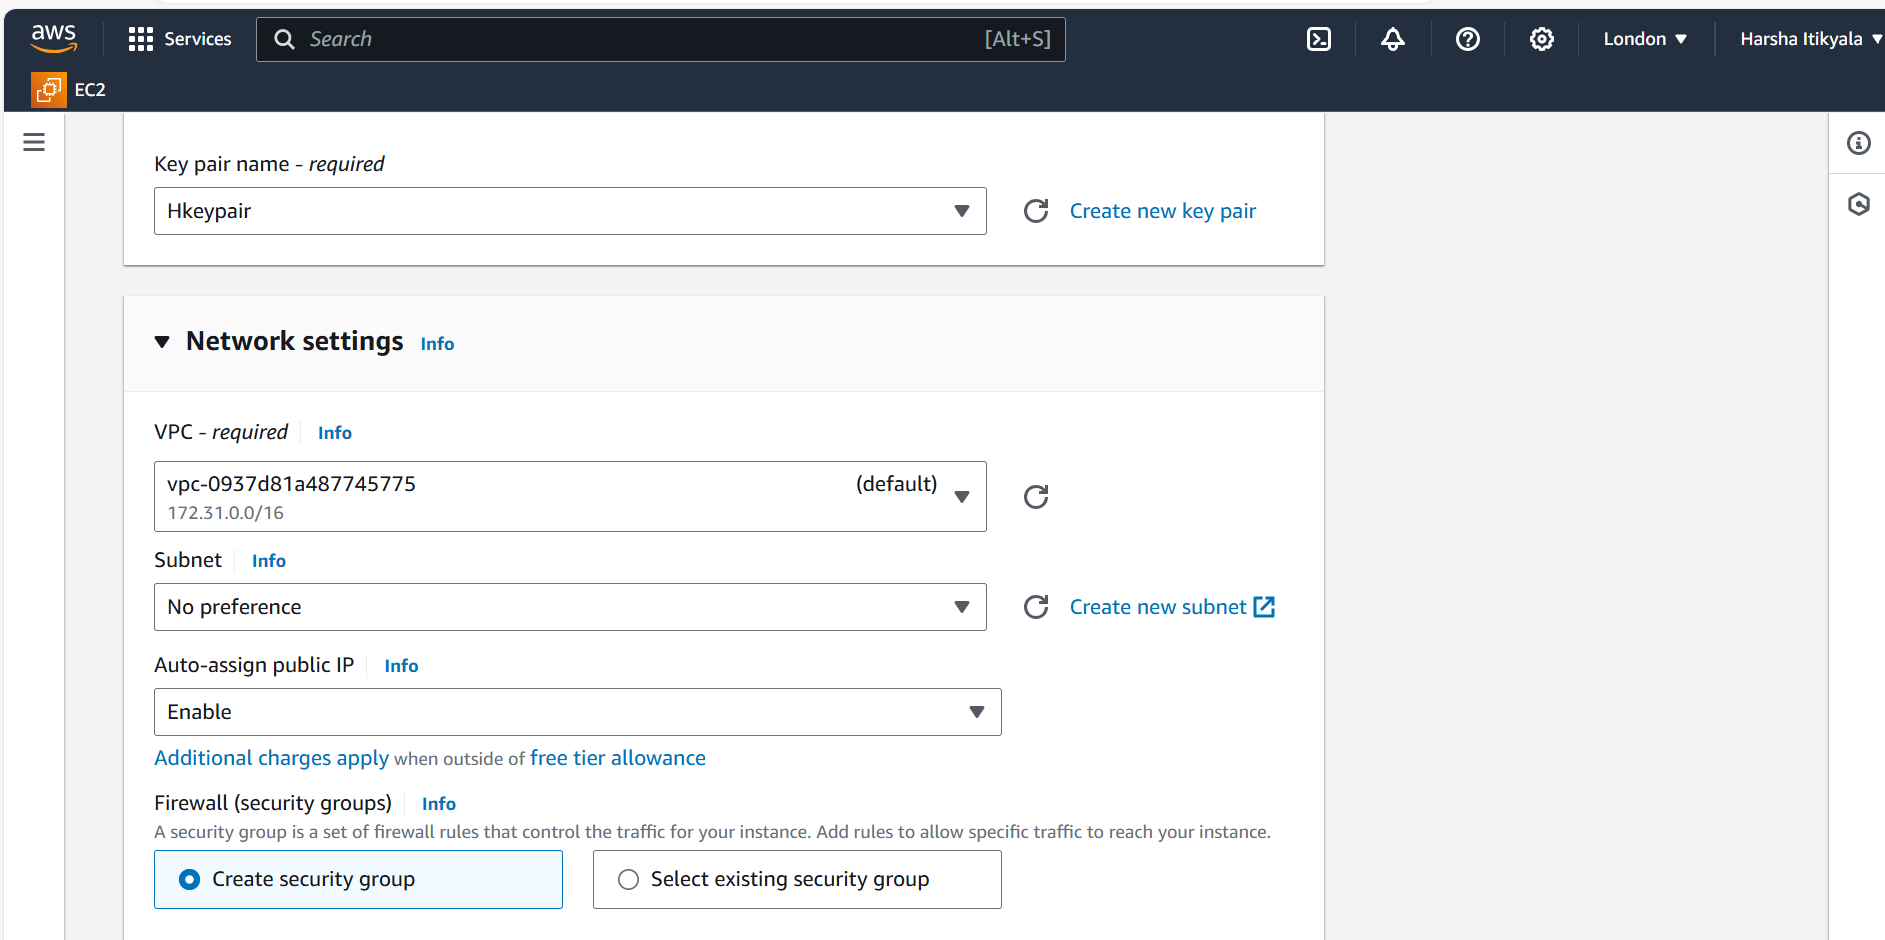 aws
Services
Search [Alt+S]
London
Harsha Itikyala
EC2
Key pair name - required
Hkeypair
Create new key pair
Network settings Info
VPC - required Info
vpc-0937d81a487745775 (default)
172.31.0.0/16
Subnet Info
No preference
Create new subnet
Auto-assign public IP Info
Enable
Additional charges apply when outside of free tier allowance
Firewall (security groups) Info
A security group is a set of firewall rules that control the traffic for your instance. Add rules to allow specific traffic to reach your instance.
Create security group
Select existing security group